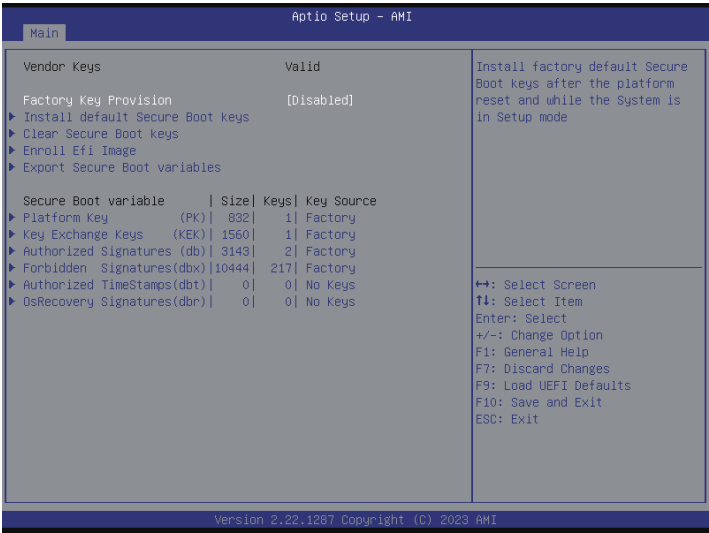 Aptio Setup – AMI
Main
Vendor Keys Valid
Factory Key Provision [Disabled]
Install default Secure Boot keys
Clear Secure Boot keys
Enroll Efi Image
Export Secure Boot variables
Secure Boot variable | Size| Keys| Key Source
Platform Key (PK)| 832| 1| Factory
Key Exchange Keys (KEK)| 1560| 1| Factory
Authorized Signatures (db)| 3143| 2| Factory
Forbidden Signatures(dbx)|10444| 217| Factory
Authorized TimeStamps(dbt)| 0| 0| No Keys
OsRecovery Signatures(dbr)| 0| 0| No Keys
Install factory default Secure
Boot keys after the platform
reset and while the System is
in Setup mode
↔: Select Screen
↑↓: Select Item
Enter: Select
+/-: Change Option
F1: General Help
F7: Discard Changes
F9: Load UEFI Defaults
F10: Save and Exit
ESC: Exit
Version 2.22.1287 Copyright (C) 2023 AMI